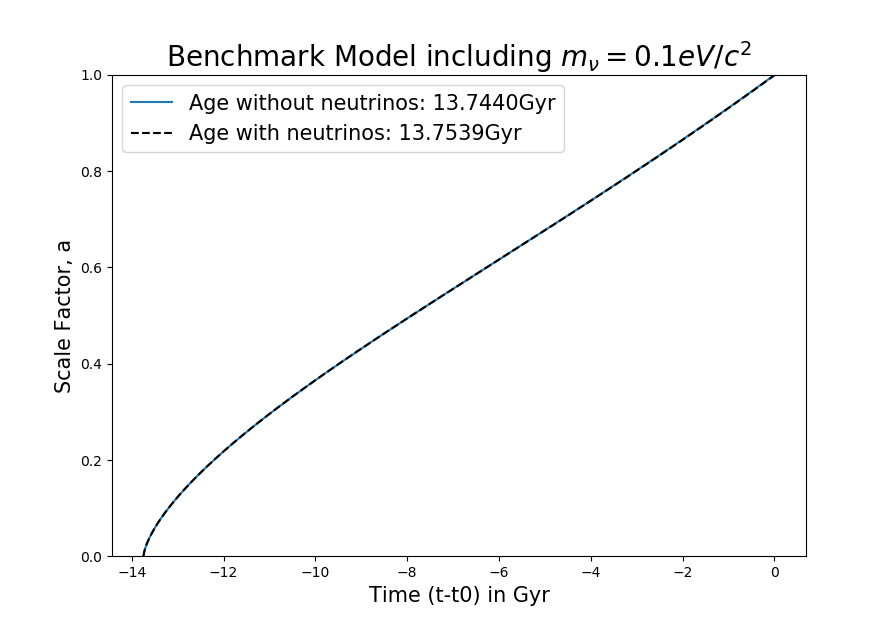 Benchmark Model including $m_\nu = 0.1eV/c^2$
Age without neutrinos: 13.7440Gyr
Age with neutrinos: 13.7539Gyr
Scale Factor, a
1.0
0.8
0.6
0.4
0.2
0.0
−14 −12 −10 −8 −6 −4 −2 0
Time (t-t0) in Gyr